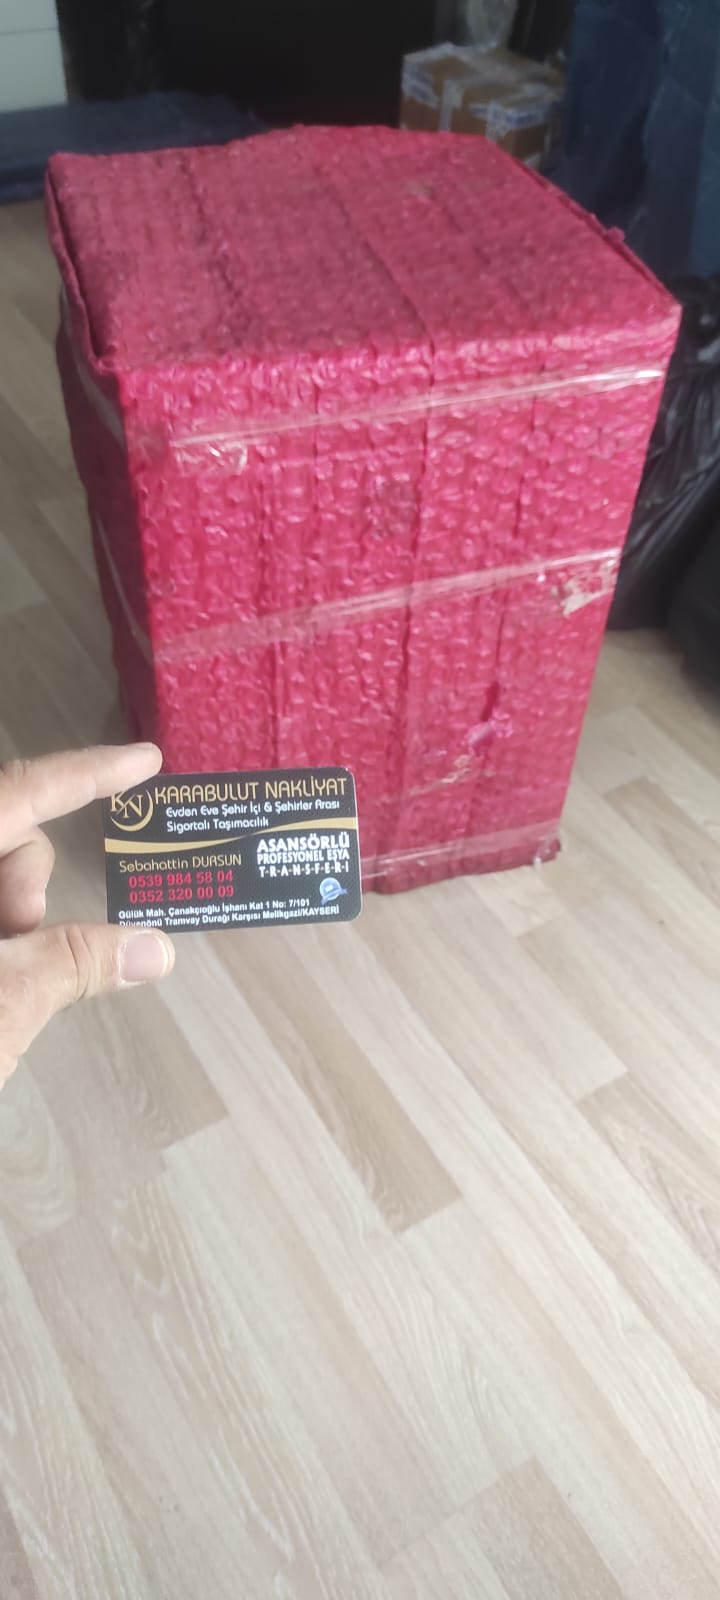 KN KARABULUT NAKLİYAT
Evden Eve Şehir İçi & Şehirler Arası
Sigortalı Taşımacılık
ASANSÖRLÜ
PROFESYONEL EŞYA
T-R-A-N-S-F-E-R-İ
Sebahattin DURSUN
0539 984 58 04
0352 320 00 09
Gülük Mah. Çanakçıoğlu İşhanı Kat 1 No: 7/101
Düvenönü Tramvay Durağı Karşısı Melikgazi/KAYSERİ